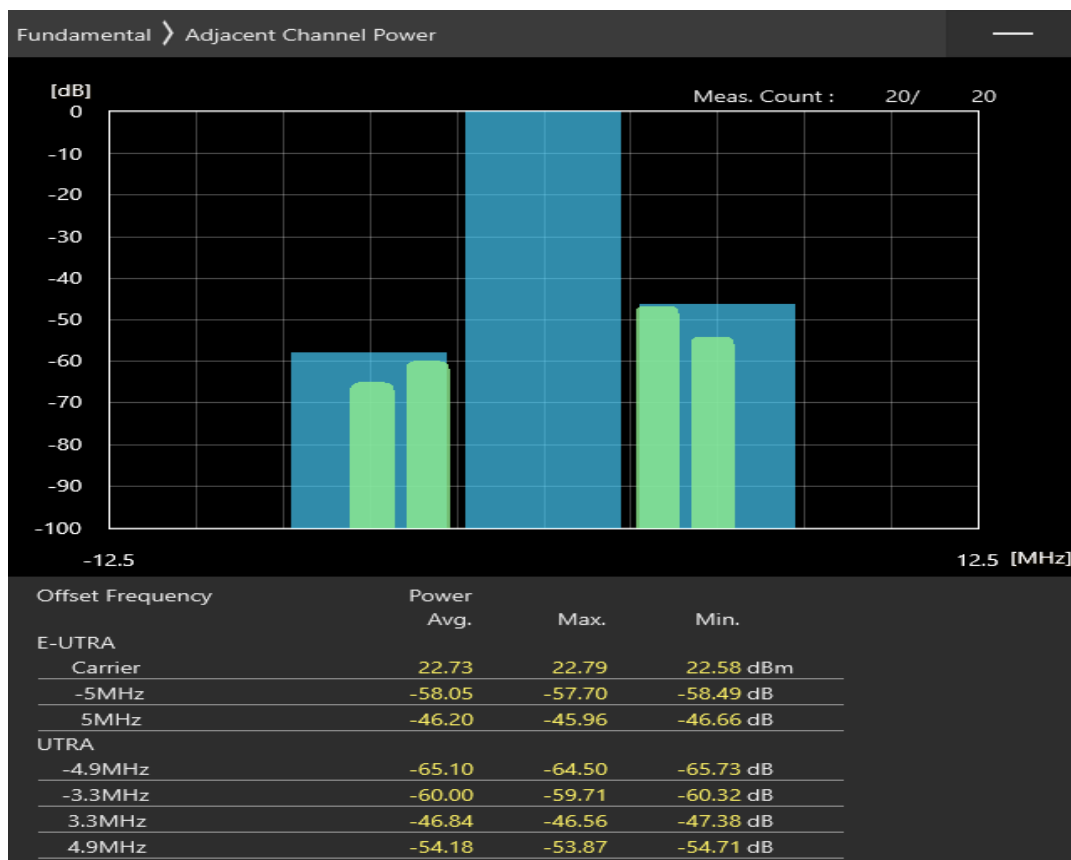 Fundamental 〉 Adjacent Channel Power
[dB]
Meas. Count : 20/ 20
0
-10
-20
-30
-40
-50
-60
-70
-80
-90
-100
-12.5 12.5 [MHz]
Offset Frequency Power
Avg. Max. Min.
E-UTRA
Carrier 22.73 22.79 22.58 dBm
-5MHz -58.05 -57.70 -58.49 dB
5MHz -46.20 -45.96 -46.66 dB
UTRA
-4.9MHz -65.10 -64.50 -65.73 dB
-3.3MHz -60.00 -59.71 -60.32 dB
3.3MHz -46.84 -46.56 -47.38 dB
4.9MHz -54.18 -53.87 -54.71 dB